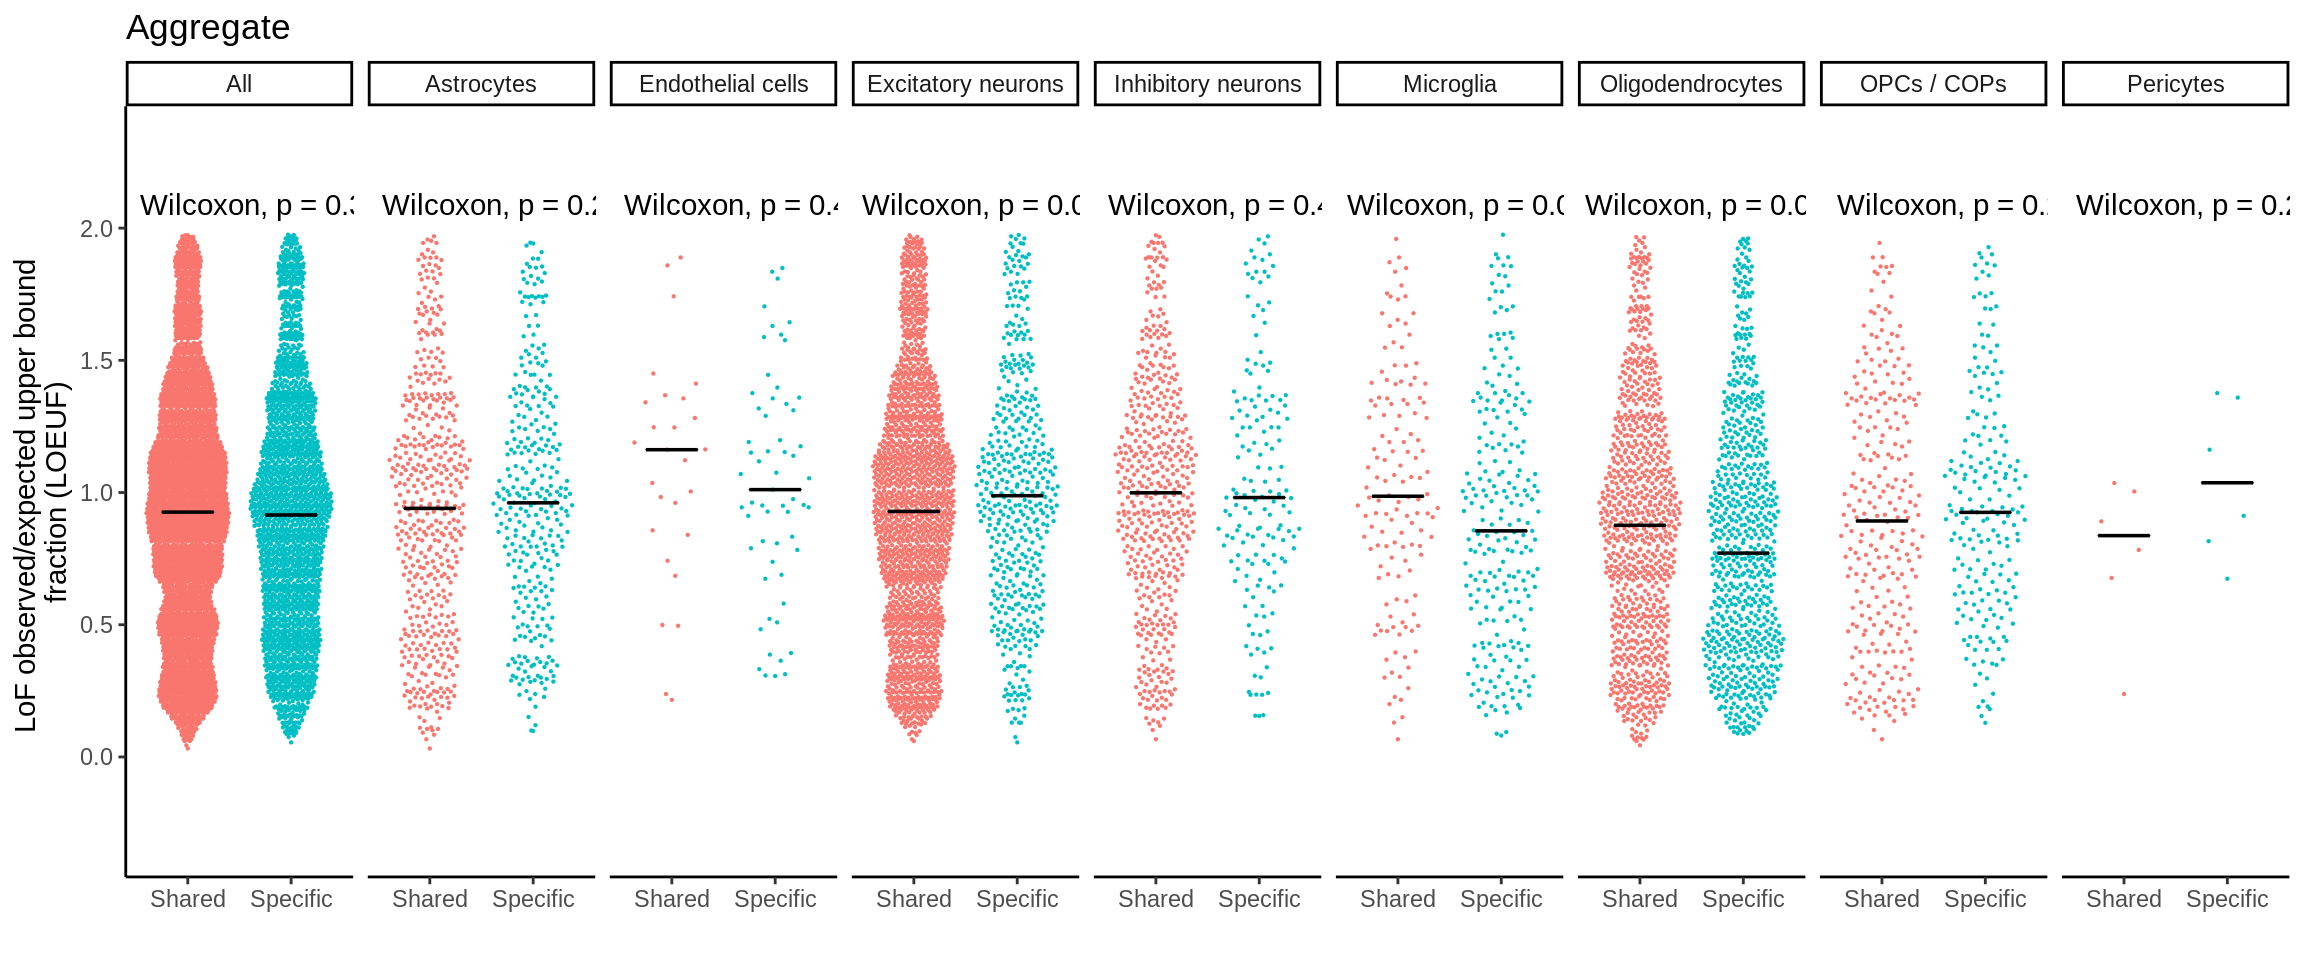 Aggregate
All Astrocytes Endothelial cells Excitatory neurons Inhibitory neurons Microglia Oligodendrocytes OPCs / COPs Pericytes
Wilcoxon, p = 0. Wilcoxon, p = 0. Wilcoxon, p = 0. Wilcoxon, p = 0.0 Wilcoxon, p = 0. Wilcoxon, p = 0.0 Wilcoxon, p = 0.0 Wilcoxon, p = 0. Wilcoxon, p = 0.
LoF observed/expected upper bound
fraction (LOEUF)
2.0
1.5
1.0
0.5
0.0
Shared Specific Shared Specific Shared Specific Shared Specific Shared Specific Shared Specific Shared Specific Shared Specific Shared Specific